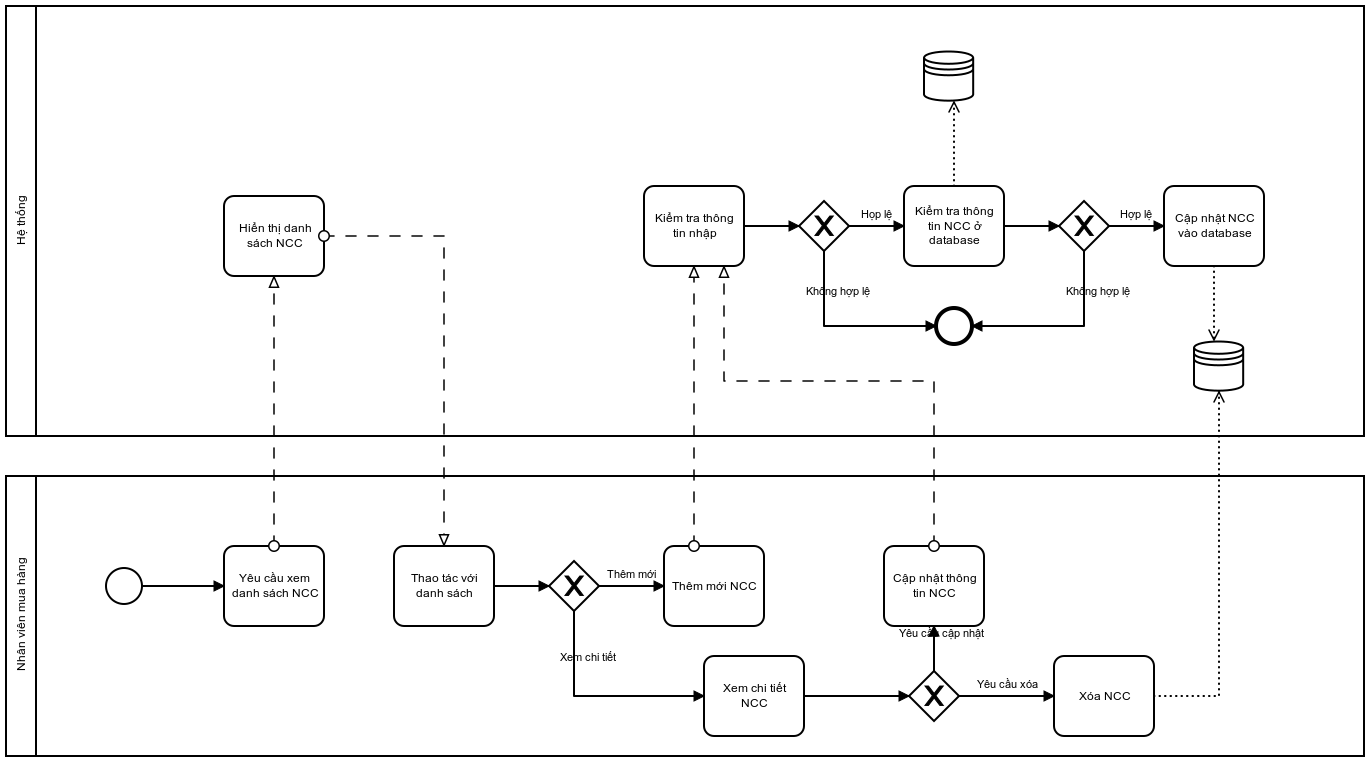 Hệ thống
Hiển thị danh
sách NCC
Kiểm tra thông
tin nhập
Họp lệ
Kiểm tra thông
tin NCC ở
database
Hợp lệ
Cập nhật NCC
vào database
Không hợp lệ
Không hợp lệ
Nhân viên mua hàng
Yêu cầu xem
danh sách NCC
Thao tác với
danh sách
Thêm mới
Thêm mới NCC
Cập nhật thông
tin NCC
Yêu cầu cập nhật
Xem chi tiết
Xem chi tiết
NCC
Yêu cầu xóa
Xóa NCC